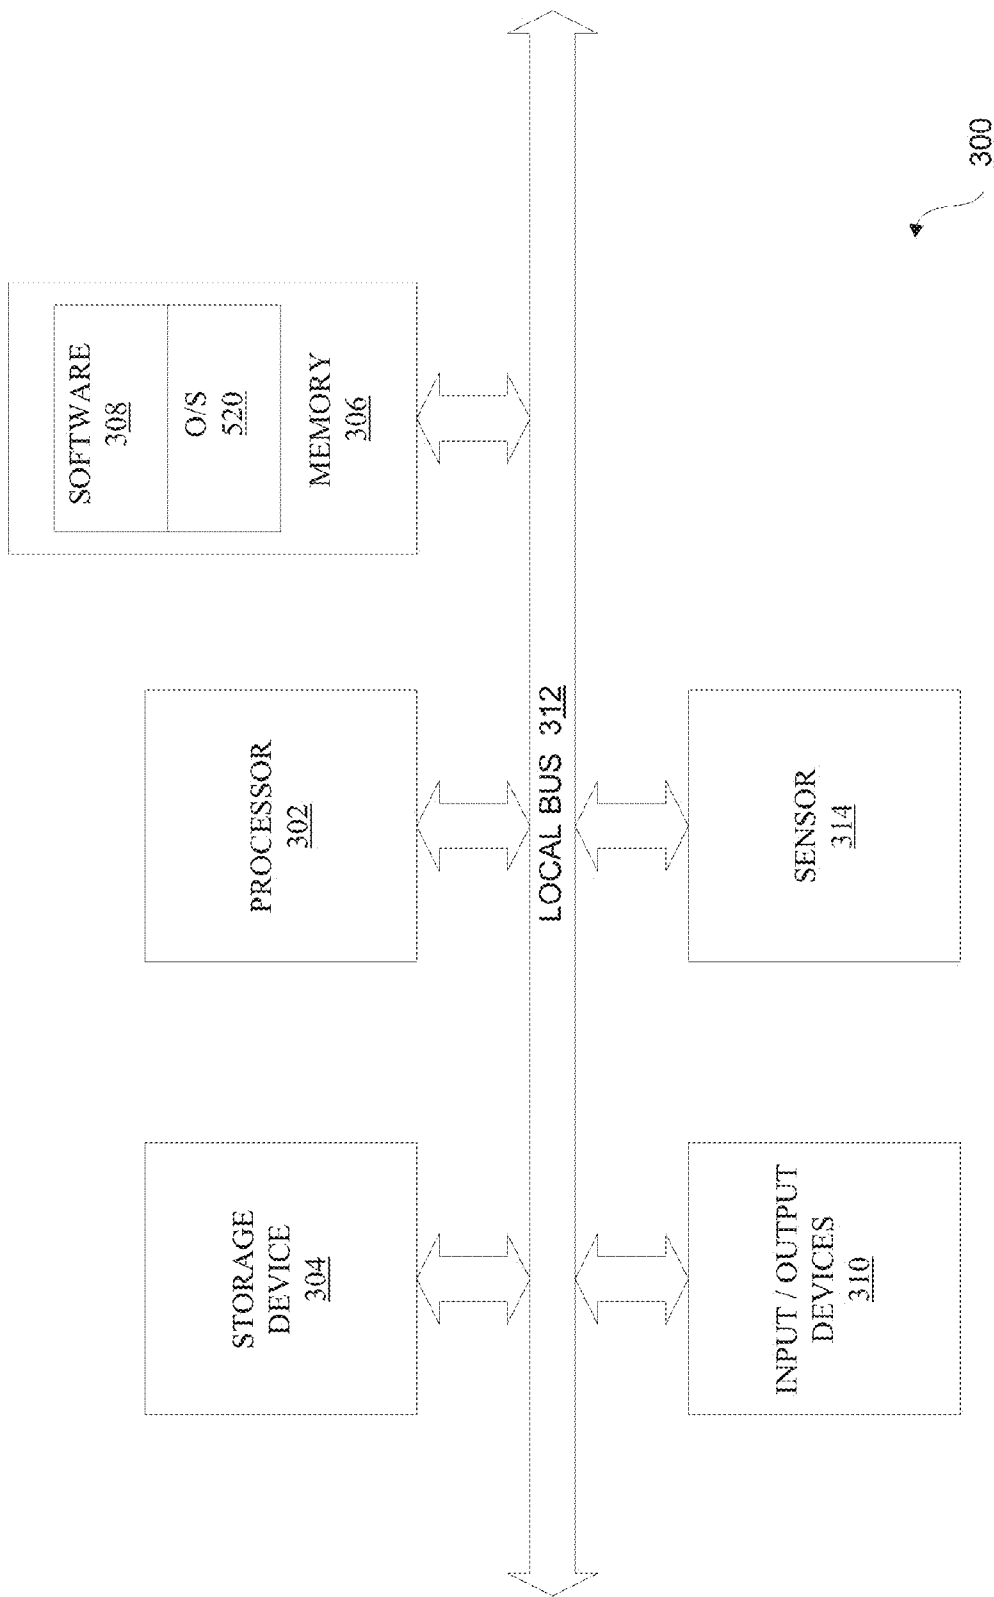 STORAGE
DEVICE
304
PROCESSOR
302
SOFTWARE
308
O/S
520
MEMORY
306
LOCAL BUS 312
INPUT / OUTPUT
DEVICES
310
SENSOR
314
300